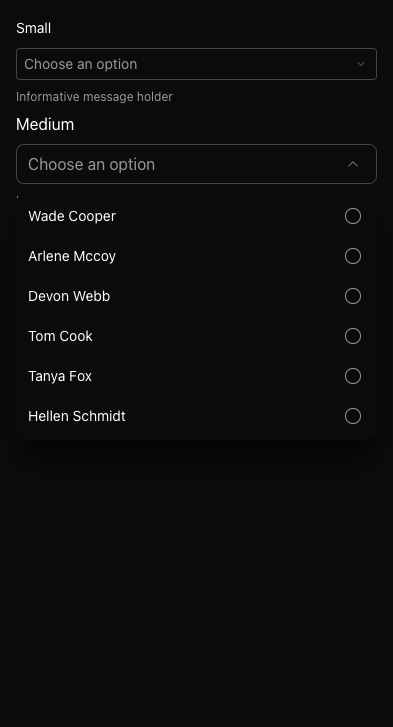 Small
Choose an option
Informative message holder
Medium
Choose an option
Wade Cooper
Arlene Mccoy
Devon Webb
Tom Cook
Tanya Fox
Hellen Schmidt